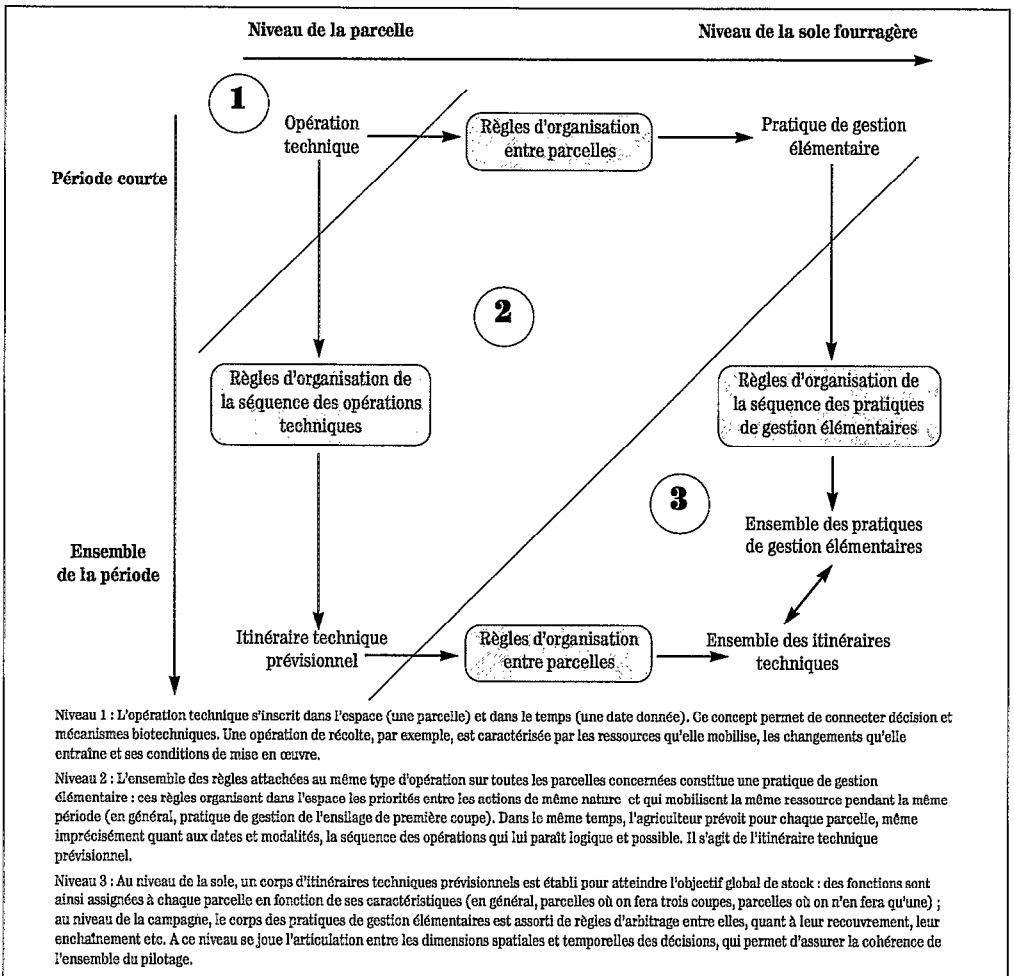 Niveau de la parcelle
Niveau de la sole fourragère
1
Opération
technique
Règles d'organisation
entre parcelles
Pratique de gestion
élémentaire
Période courte
2
Règles d'organisation de
la séquence des opérations
techniques
Règles d'organisation de
la séquence des pratiques
de gestion élémentaires
3
Ensemble des pratiques
de gestion élémentaires
Ensemble
de la période
Itinéraire technique
prévisionnel
Règles d'organisation
entre parcelles
Ensemble des itinéraires
techniques
Niveau 1 : L'opération technique s'inscrit dans l'espace (une parcelle) et dans le temps (une date donnée). Ce concept permet de connecter décision et
mécanismes biotechniques. Une opération de récolte, par exemple, est caractérisée par les ressources qu'elle mobilise, les changements qu'elle
entraîne et ses conditions de mise en œuvre.
Niveau 2 : L'ensemble des règles attachées au même type d'opération sur toutes les parcelles concernées constitue une pratique de gestion
élémentaire : ces règles organisent dans l'espace les priorités entre les actions de même nature et qui mobilisent la même ressource pendant la même
période (en général, pratique de gestion de l'ensilage de première coupe). Dans le même temps, l'agriculteur prévoit pour chaque parcelle, même
imprécisément quant aux dates et modalités, la séquence des opérations qui lui paraît logique et possible. Il s'agit de l'itinéraire technique
prévisionnel.
Niveau 3 : Au niveau de la sole, un corps d'itinéraires techniques prévisionnels est établi pour atteindre l'objectif global de stock : des fonctions sont
ainsi assignées à chaque parcelle en fonction de ses caractéristiques (en général, parcelles où on fera trois coupes, parcelles où on n'en fera qu'une) ;
au niveau de la campagne, le corps des pratiques de gestion élémentaires est assorti de règles d'arbitrage entre elles, quant à leur recouvrement, leur
enchaînement etc. A ce niveau se joue l'articulation entre les dimensions spatiales et temporelles des décisions, qui permet d'assurer la cohérence de
l'ensemble du pilotage.